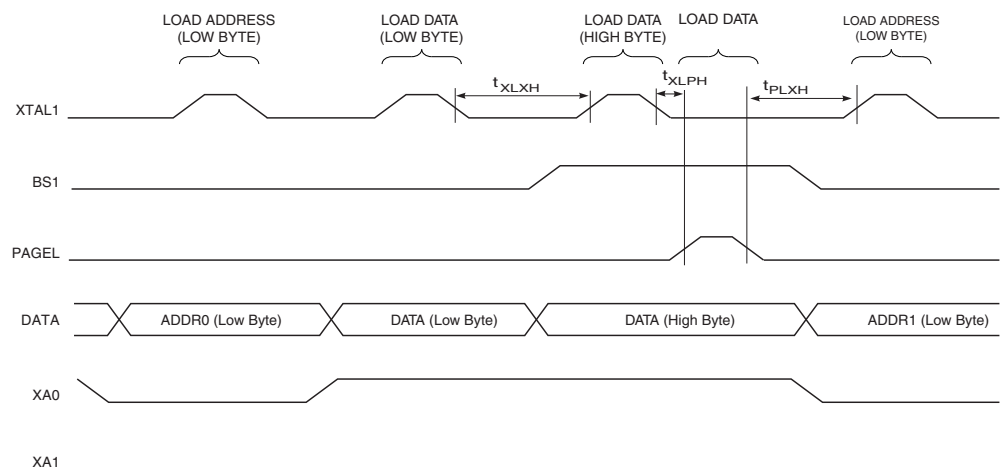 LOAD ADDRESS
(LOW BYTE)
LOAD DATA
(LOW BYTE)
LOAD DATA
(HIGH BYTE)
LOAD DATA
LOAD ADDRESS
(LOW BYTE)
tXLXH
tXLPH
tPLXH
XTAL1
BS1
PAGEL
DATA
ADDR0 (Low Byte)
DATA (Low Byte)
DATA (High Byte)
ADDR1 (Low Byte)
XA0
XA1